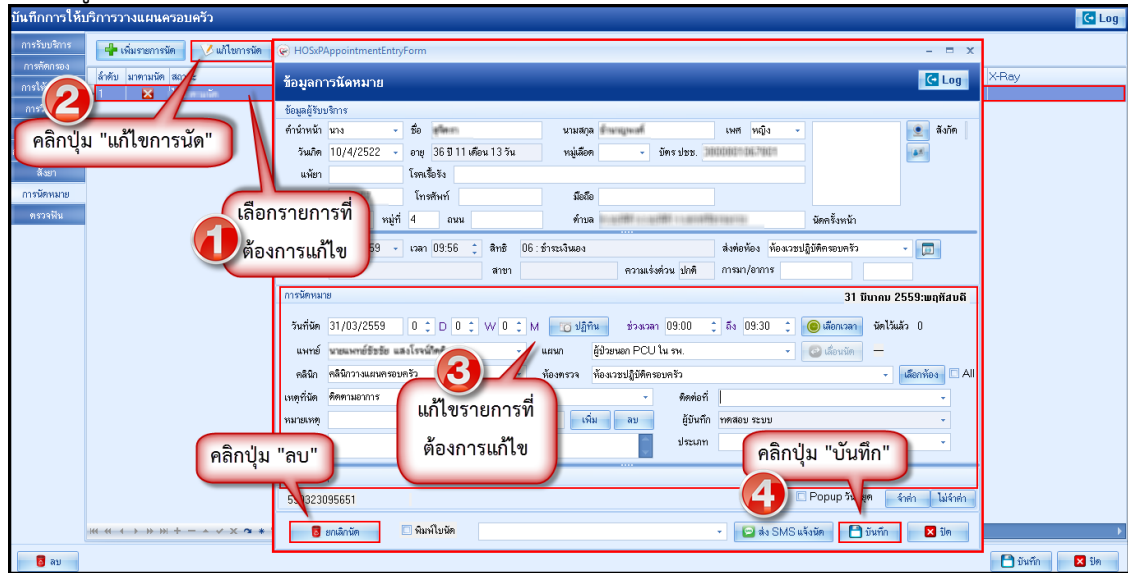 บันทึกการให้บริการวางแผนครอบครัว Log
การรับบริการ เพิ่มรายการนัด แก้ไขการนัด
HOSxPAppointmentEntryForm
การคัดกรอง
ลำดับ มาตามนัด
X-Ray
ข้อมูลการนัดหมาย Log
1
2
คลิกปุ่ม "แก้ไขการนัด"
ข้อมูลผู้รับบริการ
คำนำหน้า นาง ชื่อ นามสกุล เพศ หญิง สังกัด
วันเกิด 10/4/2522 อายุ 36 ปี 11 เดือน 13 วัน หมู่เลือด บัตร ปชช.
แพ้ยา โรคเรื้อรัง
โทรศัพท์ มือถือ
หมู่ที่ 4 ถนน ตำบล นัดครั้งหน้า
การนัดหมาย
ตรวจฟัน
1
เลือกรายการที่
ต้องการแก้ไข
59 เวลา 09:56 สิทธิ 06 : ชำระเงินเอง ส่งต่อห้อง ห้องเวชปฏิบัติครอบครัว
สาขา ความเร่งด่วน ปกติ การมา/อาการ
การนัดหมาย 31 มีนาคม 2559:พฤหัสบดี
วันที่นัด 31/03/2559 0 D 0 W 0 M ปฏิทิน ช่วงเวลา 09:00 ถึง 09:30 เลือกเวลา นัดไว้แล้ว 0
แพทย์ แผนก ผู้ป่วยนอก PCU ใน รพ. เลื่อนนัด
คลินิก คลินิกวางแผนครอบครัว ห้องตรวจ ห้องเวชปฏิบัติครอบครัว เลือกห้อง All
เหตุที่นัด ติดตามอาการ ติดต่อที่
หมายเหตุ เพิ่ม ลบ ผู้บันทึก ทดสอบ ระบบ
ประเภท
3
แก้ไขรายการที่
ต้องการแก้ไข
คลิกปุ่ม "ลบ"
คลิกปุ่ม "บันทึก"
4
Popup จำค่า ไม่จำค่า
ยกเลิกนัด พิมพ์ใบนัด ส่ง SMS แจ้งนัด บันทึก ปิด
ลบ บันทึก ปิด